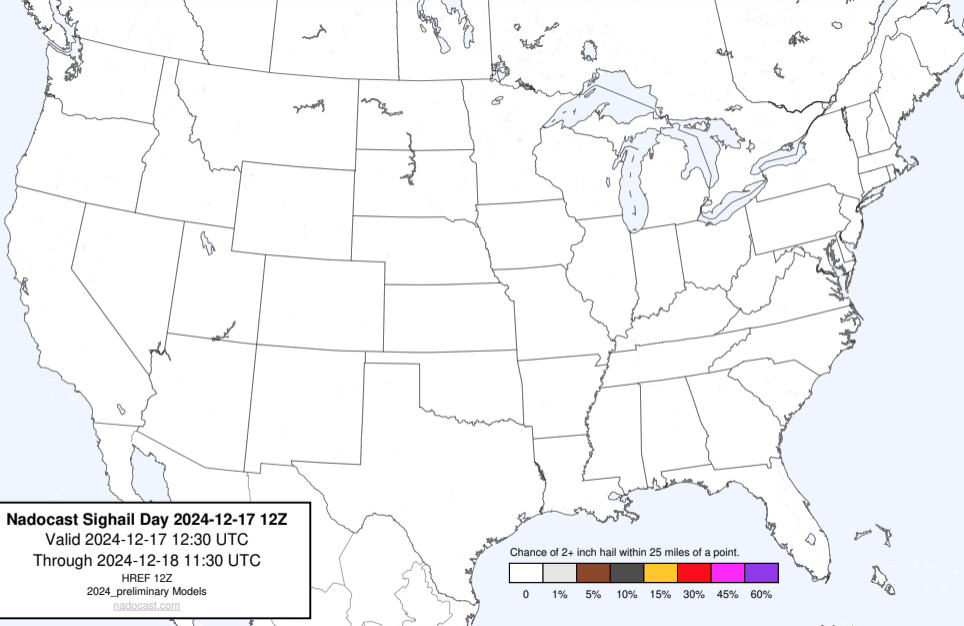 Nadocast Sighail Day 2024-12-17 12Z
Valid 2024-12-17 12:30 UTC
Through 2024-12-18 11:30 UTC
HREF 12Z
2024_preliminary Models
nadocast.com
Chance of 2+ inch hail within 25 miles of a point.
0 1% 5% 10% 15% 30% 45% 60%